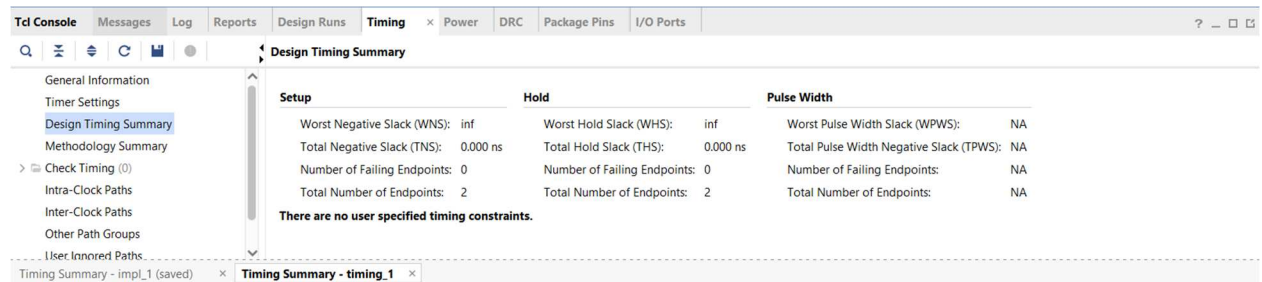 Tcl Console Messages Log Reports Design Runs Timing × Power DRC Package Pins I/O Ports ?
Design Timing Summary
General Information
Timer Settings
Design Timing Summary
Methodology Summary
Check Timing (0)
Intra-Clock Paths
Inter-Clock Paths
Other Path Groups
User Ignored Paths
Setup
Worst Negative Slack (WNS): inf
Total Negative Slack (TNS): 0.000 ns
Number of Failing Endpoints: 0
Total Number of Endpoints: 2
Hold
Worst Hold Slack (WHS): inf
Total Hold Slack (THS): 0.000 ns
Number of Failing Endpoints: 0
Total Number of Endpoints: 2
Pulse Width
Worst Pulse Width Slack (WPWS): NA
Total Pulse Width Negative Slack (TPWS): NA
Number of Failing Endpoints: NA
Total Number of Endpoints: NA
There are no user specified timing constraints.
Timing Summary - impl_1 (saved) × Timing Summary - timing_1 ×